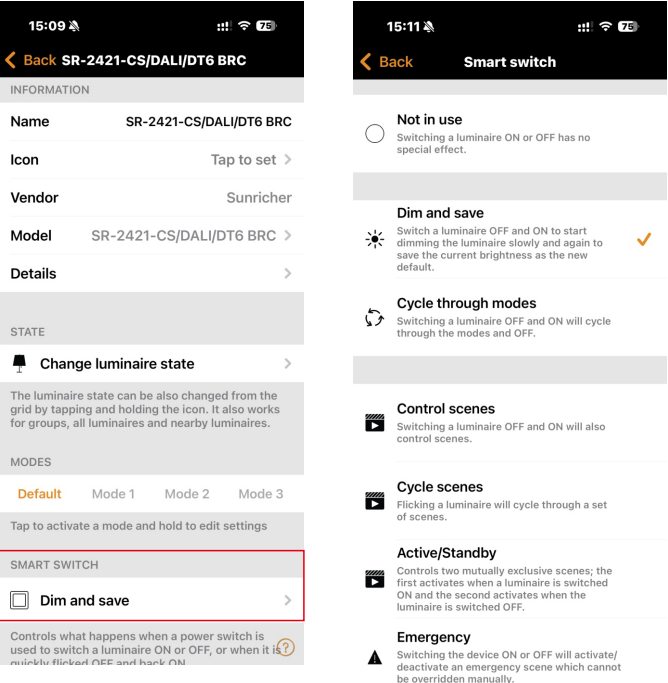 15:09
75
Back SR-2421-CS/DALI/DT6 BRC
INFORMATION
Name SR-2421-CS/DALI/DT6 BRC
Icon Tap to set
Vendor Sunricher
Model SR-2421-CS/DALI/DT6 BRC
Details
STATE
Change luminaire state
The luminaire state can be also changed from the
grid by tapping and holding the icon. It also works
for groups, all luminaires and nearby luminaires.
MODES
Default Mode 1 Mode 2 Mode 3
Tap to activate a mode and hold to edit settings
SMART SWITCH
Dim and save
Controls what happens when a power switch is
used to switch a luminaire ON or OFF, or when it is
?
quickly flicked OFF and back ON
15:11
75
Back Smart switch
Not in use
Switching a luminaire ON or OFF has no
special effect.
Dim and save
Switch a luminaire OFF and ON to start
dimming the luminaire slowly and again to
save the current brightness as the new
default.
Cycle through modes
Switching a luminaire OFF and ON will cycle
through the modes and OFF.
Control scenes
Switching a luminaire OFF and ON will also
control scenes.
Cycle scenes
Flicking a luminaire will cycle through a set
of scenes.
Active/Standby
Controls two mutually exclusive scenes; the
first activates when a luminaire is switched
ON and the second activates when the
luminaire is switched OFF.
Emergency
Switching the device ON or OFF will activate/
deactivate an emergency scene which cannot
be overridden manually.